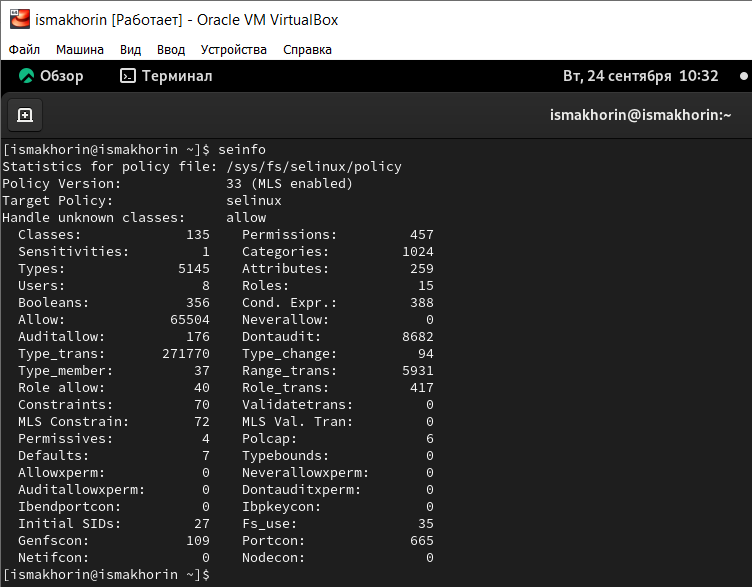 ismakhorin [Работает] - Oracle VM VirtualBox
Файл Машина Вид Ввод Устройства Справка
Обзор Терминал Вт, 24 сентября 10:32
ismakhorin@ismakhorin:~
[ismakhorin@ismakhorin ~]$ seinfo
Statistics for policy file: /sys/fs/selinux/policy
Policy Version: 33 (MLS enabled)
Target Policy: selinux
Handle unknown classes: allow
Classes: 135 Permissions: 457
Sensitivities: 1 Categories: 1024
Types: 5145 Attributes: 259
Users: 8 Roles: 15
Booleans: 356 Cond. Expr.: 388
Allow: 65504 Neverallow: 0
Auditallow: 176 Dontaudit: 8682
Type_trans: 271770 Type_change: 94
Type_member: 37 Range_trans: 5931
Role allow: 40 Role_trans: 417
Constraints: 70 Validatetrans: 0
MLS Constrain: 72 MLS Val. Tran: 0
Permissives: 4 Polcap: 6
Defaults: 7 Typebounds: 0
Allowxperm: 0 Neverallowxperm: 0
Auditallowxperm: 0 Dontauditxperm: 0
Ibendportcon: 0 Ibpkeycon: 0
Initial SIDs: 27 Fs_use: 35
Genfscon: 109 Portcon: 665
Netifcon: 0 Nodecon: 0
[ismakhorin@ismakhorin ~]$